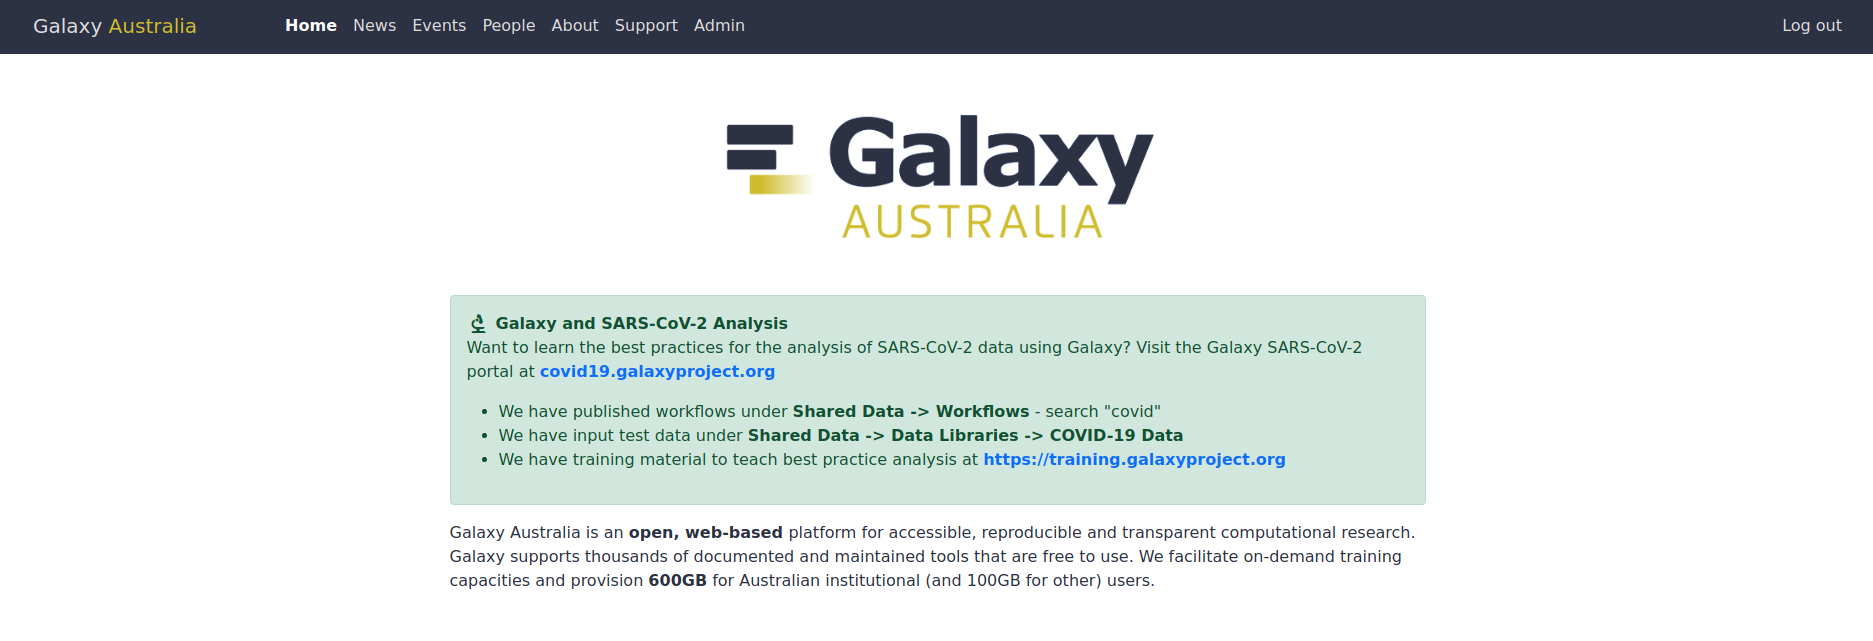 Galaxy Australia
Home News Events People About Support Admin
Log out
Galaxy
AUSTRALIA
Galaxy and SARS-CoV-2 Analysis
Want to learn the best practices for the analysis of SARS-CoV-2 data using Galaxy? Visit the Galaxy SARS-CoV-2
portal at covid19.galaxyproject.org
• We have published workflows under Shared Data -> Workflows - search "covid"
• We have input test data under Shared Data -> Data Libraries -> COVID-19 Data
• We have training material to teach best practice analysis at https://training.galaxyproject.org
Galaxy Australia is an open, web-based platform for accessible, reproducible and transparent computational research.
Galaxy supports thousands of documented and maintained tools that are free to use. We facilitate on-demand training
capacities and provision 600GB for Australian institutional (and 100GB for other) users.